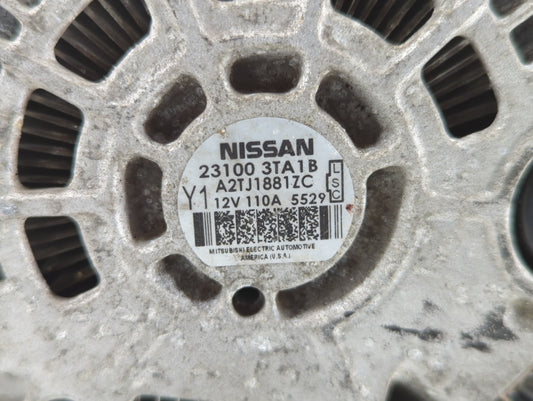 NISSAN
23100 3TA1B
A2TJ1881ZC
Y1 12V 110A 5529
L
S
C
MITSUBISHI ELECTRIC AUTOMOTIVE
AMERICA (U.S.A.)